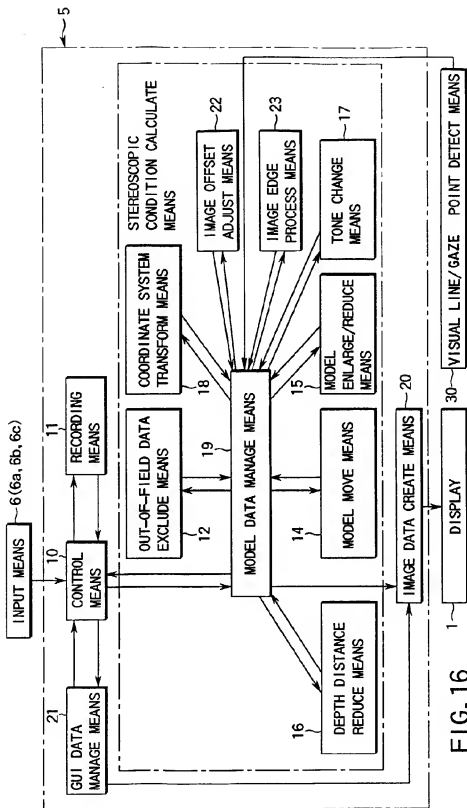 6 (6a, 6b, 6c)
INPUT MEANS
5
21
GUI DATA
MANAGE MEANS
10
CONTROL
MEANS
11
RECORDING
MEANS
STEREOSCOPIC
CONDITION CALCULATE
MEANS
OUT-OF-FIELD DATA
EXCLUDE MEANS
12
COORDINATE SYSTEM
TRANSFORM MEANS
18
22
IMAGE OFFSET
ADJUST MEANS
19
MODEL DATA MANAGE MEANS
23
IMAGE EDGE
PROCESS MEANS
16
DEPTH DISTANCE
REDUCE MEANS
14
MODEL MOVE MEANS
15
MODEL
ENLARGE/REDUCE
MEANS
17
TONE CHANGE
MEANS
20
IMAGE DATA CREATE MEANS
1
DISPLAY
30
VISUAL LINE/GAZE POINT DETECT MEANS
FIG. 16